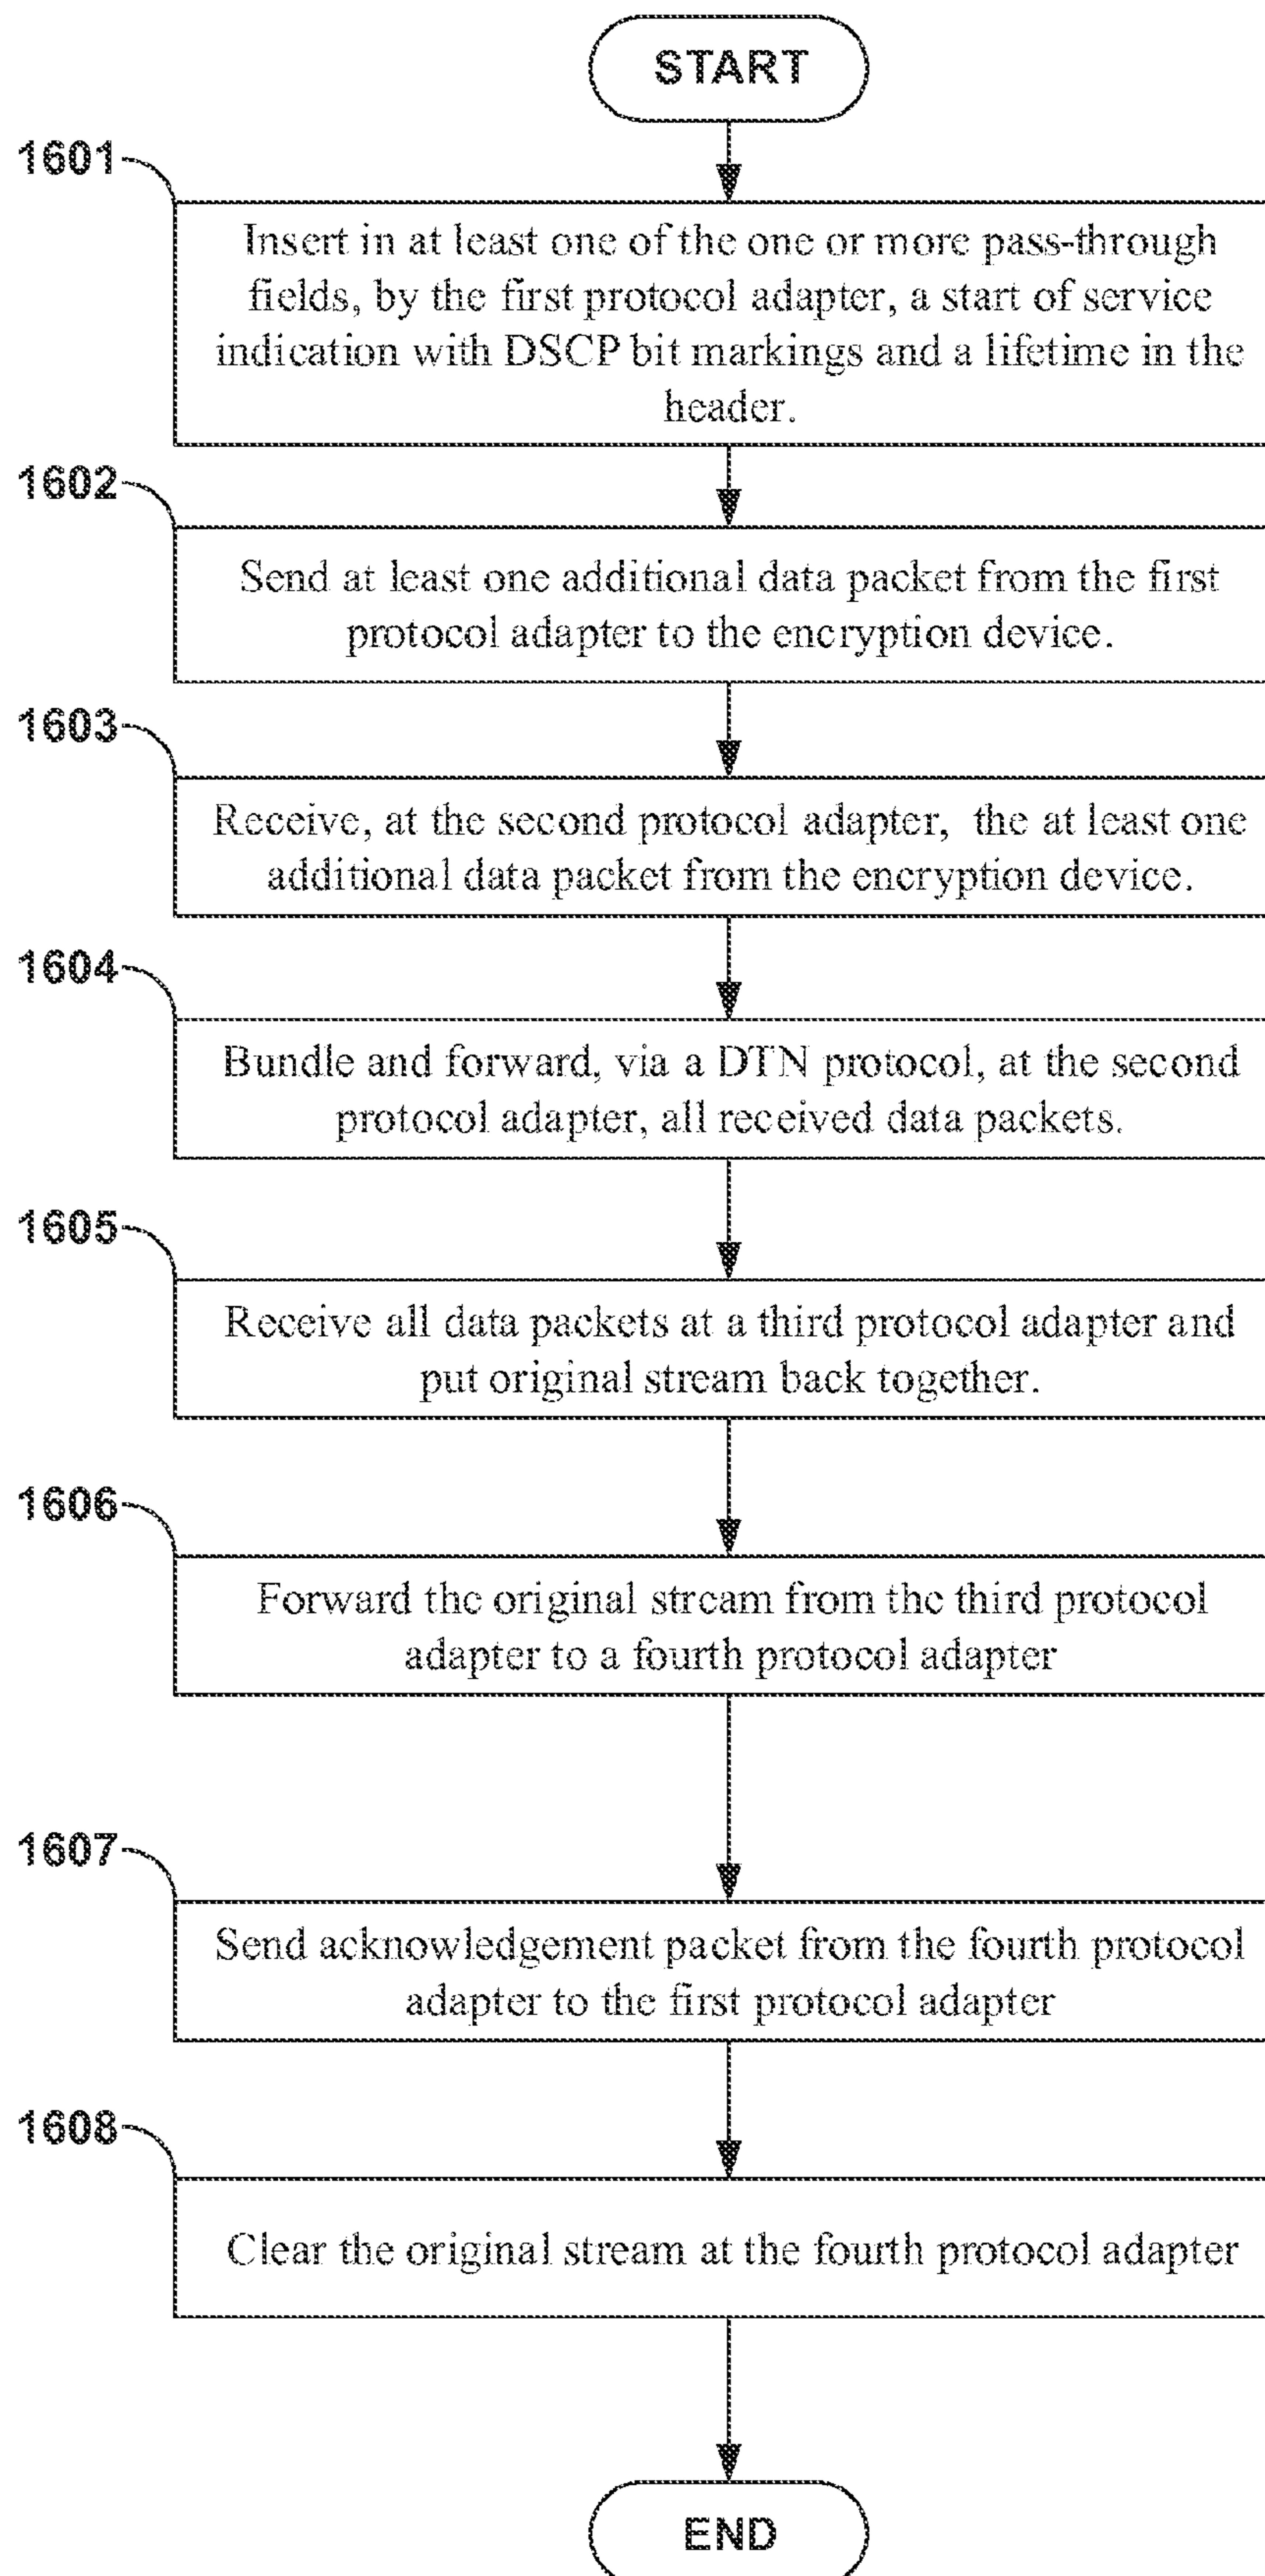 START
1601
Insert in at least one of the one or more pass-through
fields, by the first protocol adapter, a start of service
indication with DSCP bit markings and a lifetime in the
header.
1602
Send at least one additional data packet from the first
protocol adapter to the encryption device.
1603
Receive, at the second protocol adapter, the at least one
additional data packet from the encryption device.
1604
Bundle and forward, via a DTN protocol, at the second
protocol adapter, all received data packets.
1605
Receive all data packets at a third protocol adapter and
put original stream back together.
1606
Forward the original stream from the third protocol
adapter to a fourth protocol adapter
1607
Send acknowledgement packet from the fourth protocol
adapter to the first protocol adapter
1608
Clear the original stream at the fourth protocol adapter
END